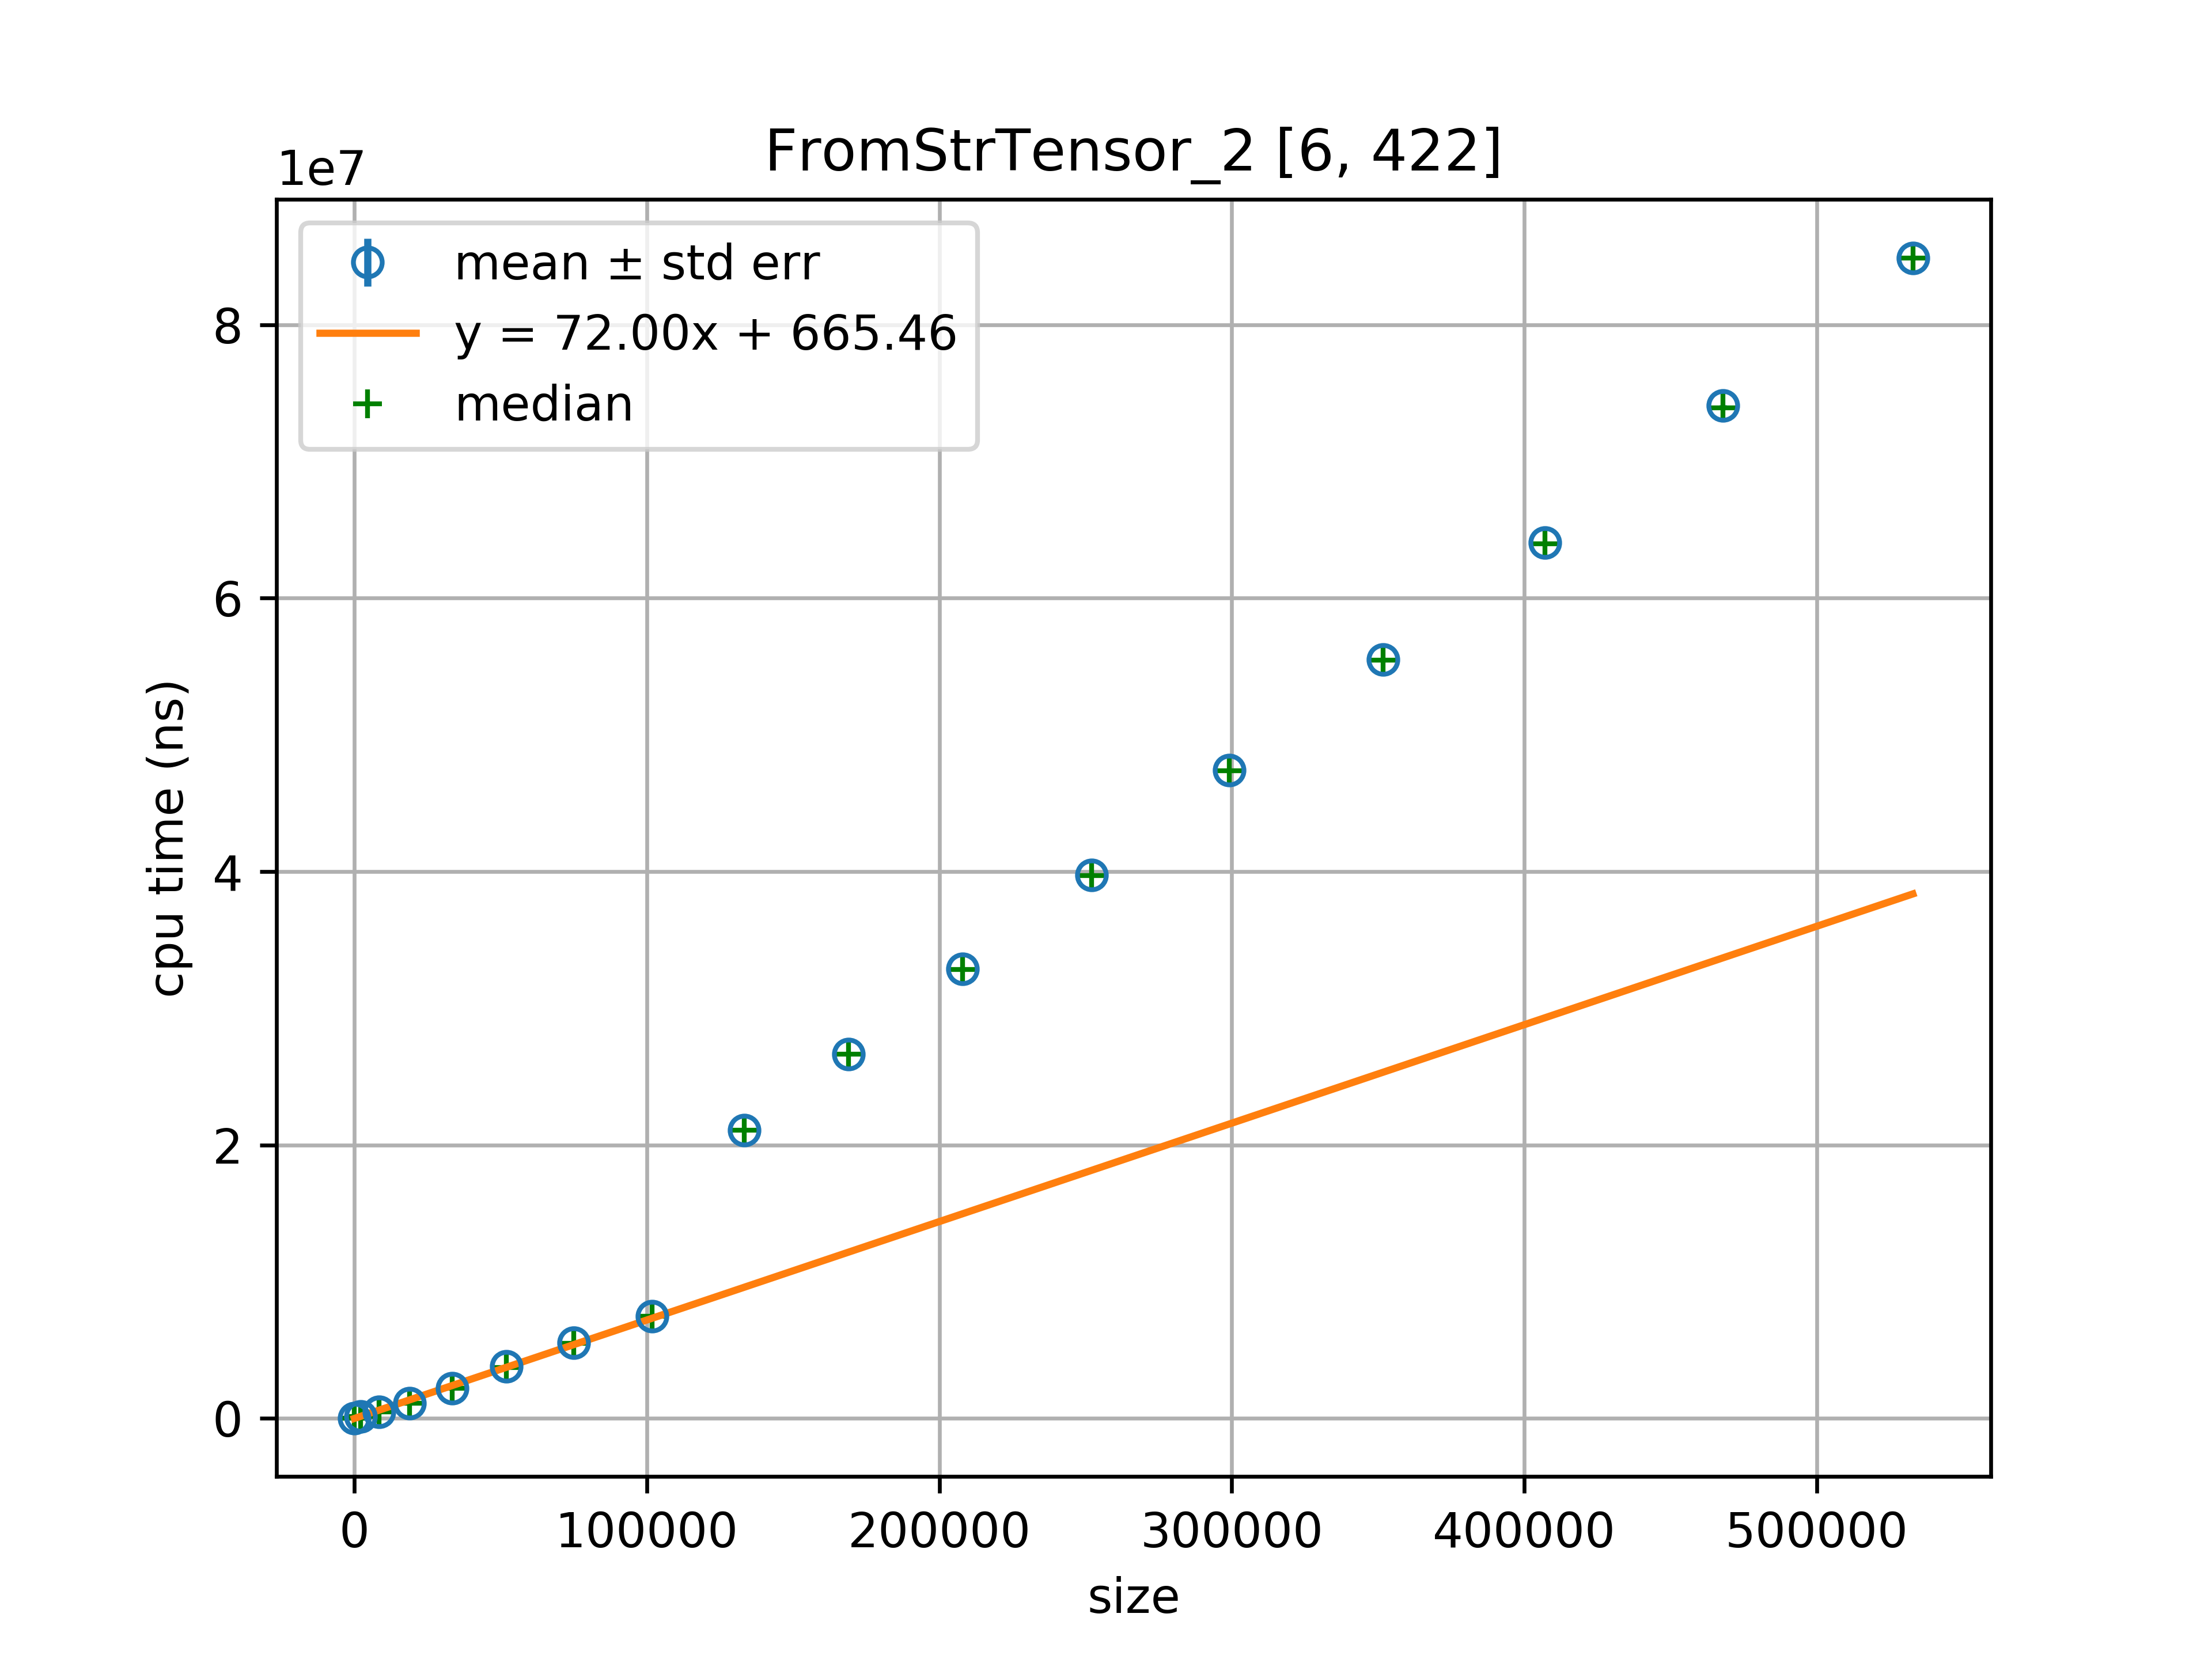 FromStrTensor_2 [6, 422]
1e7
mean ± std err
y = 72.00x + 665.46
median
8
6
4
2
0
cpu time (ns)
0 100000 200000 300000 400000 500000
size